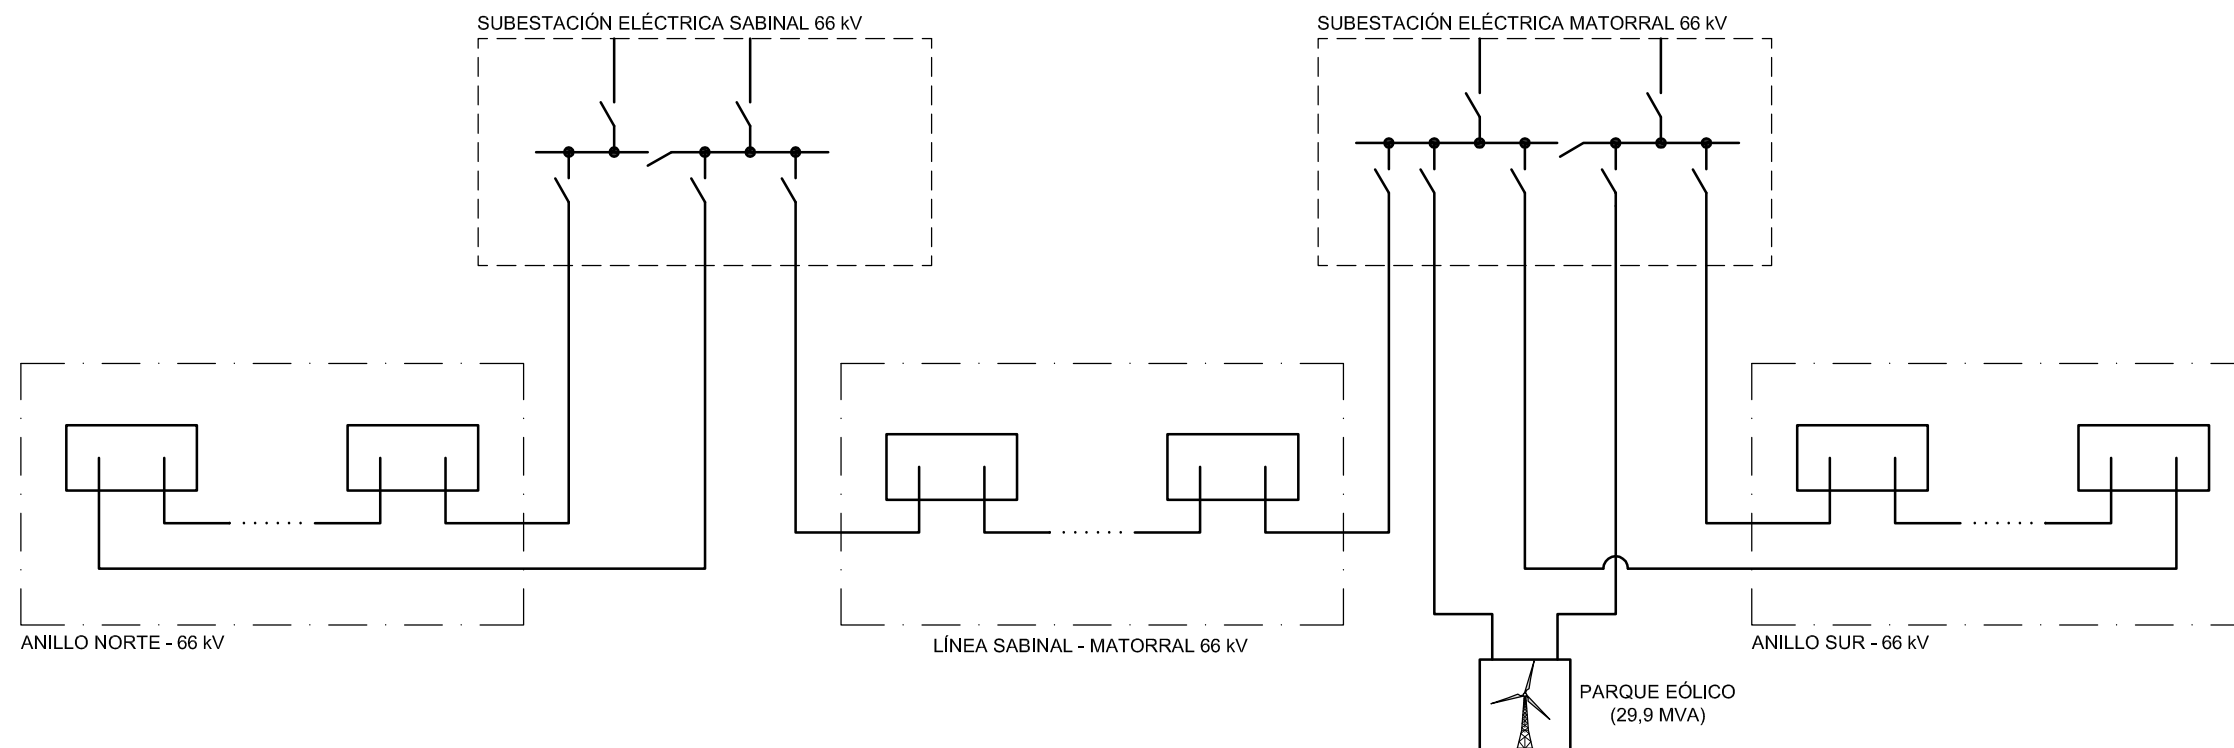 SUBESTACIÓN ELÉCTRICA SABINAL 66 kV
SUBESTACIÓN ELÉCTRICA MATORRAL 66 kV
ANILLO NORTE - 66 kV
LÍNEA SABINAL - MATORRAL 66 kV
ANILLO SUR - 66 kV
PARQUE EÓLICO
(29,9 MVA)